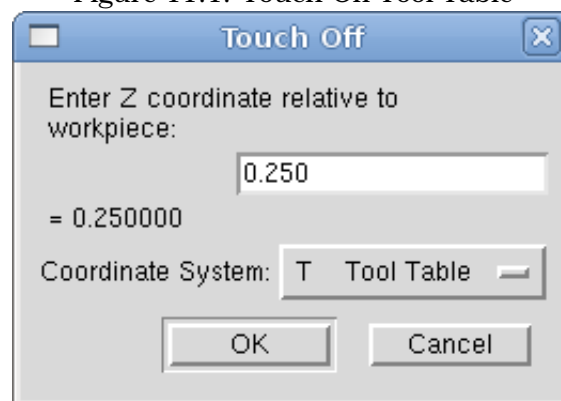 Figure 11.1: Touch Off Tool Table
Touch Off
Enter Z coordinate relative to
workpiece:
0.250
= 0.250000
Coordinate System: T Tool Table
OK Cancel